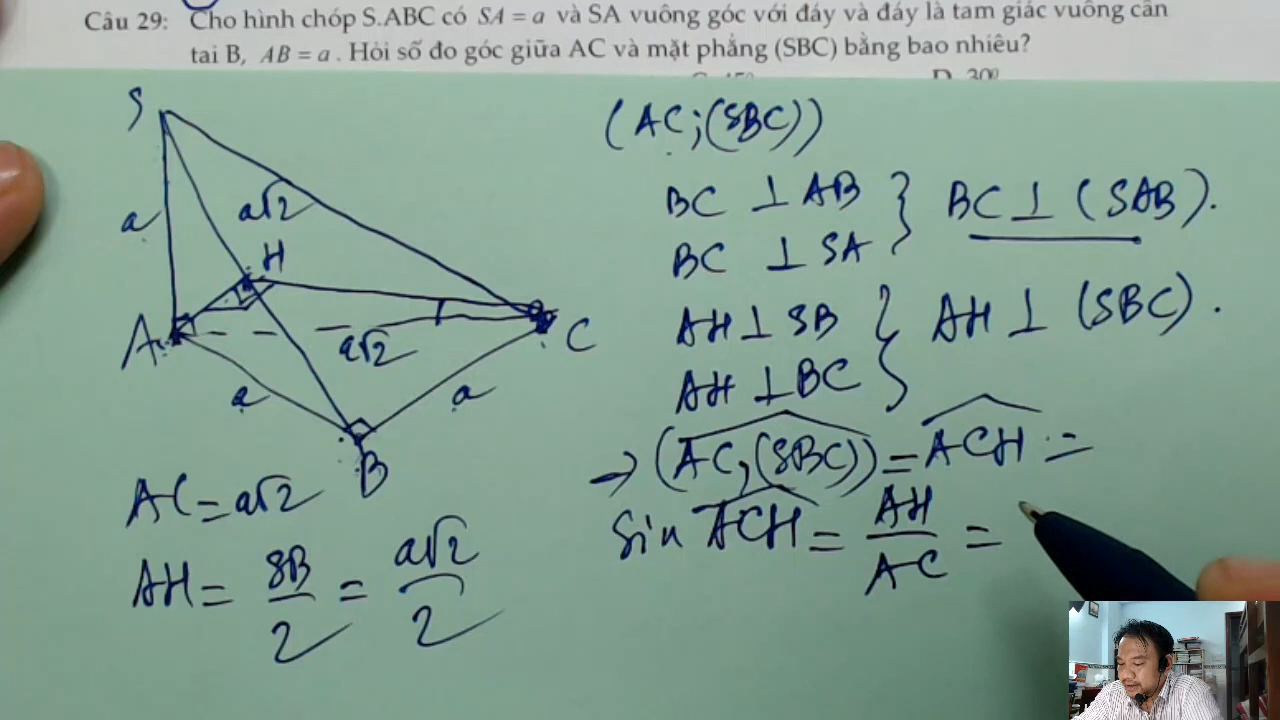 Câu 29: Cho hình chóp S.ABC có SA = a và SA vuông góc với đáy và đáy là tam giác vuông cân
tại B, AB = a. Hỏi số đo góc giữa AC và mặt phẳng (SBC) bằng bao nhiêu?
D. 30⁰
S
a
a√2
H
A
a√2
C
a
a
B
AC = a√2
AH = SB/2 = a√2/2
(AC;(SBC))
BC ⊥ AB
BC ⊥ SA
} BC ⊥ (SAB).
AH ⊥ SB
AH ⊥ BC
} AH ⊥ (SBC).
→ (AC,(SBC)) = ACH =
Sin ACH = AH/AC =